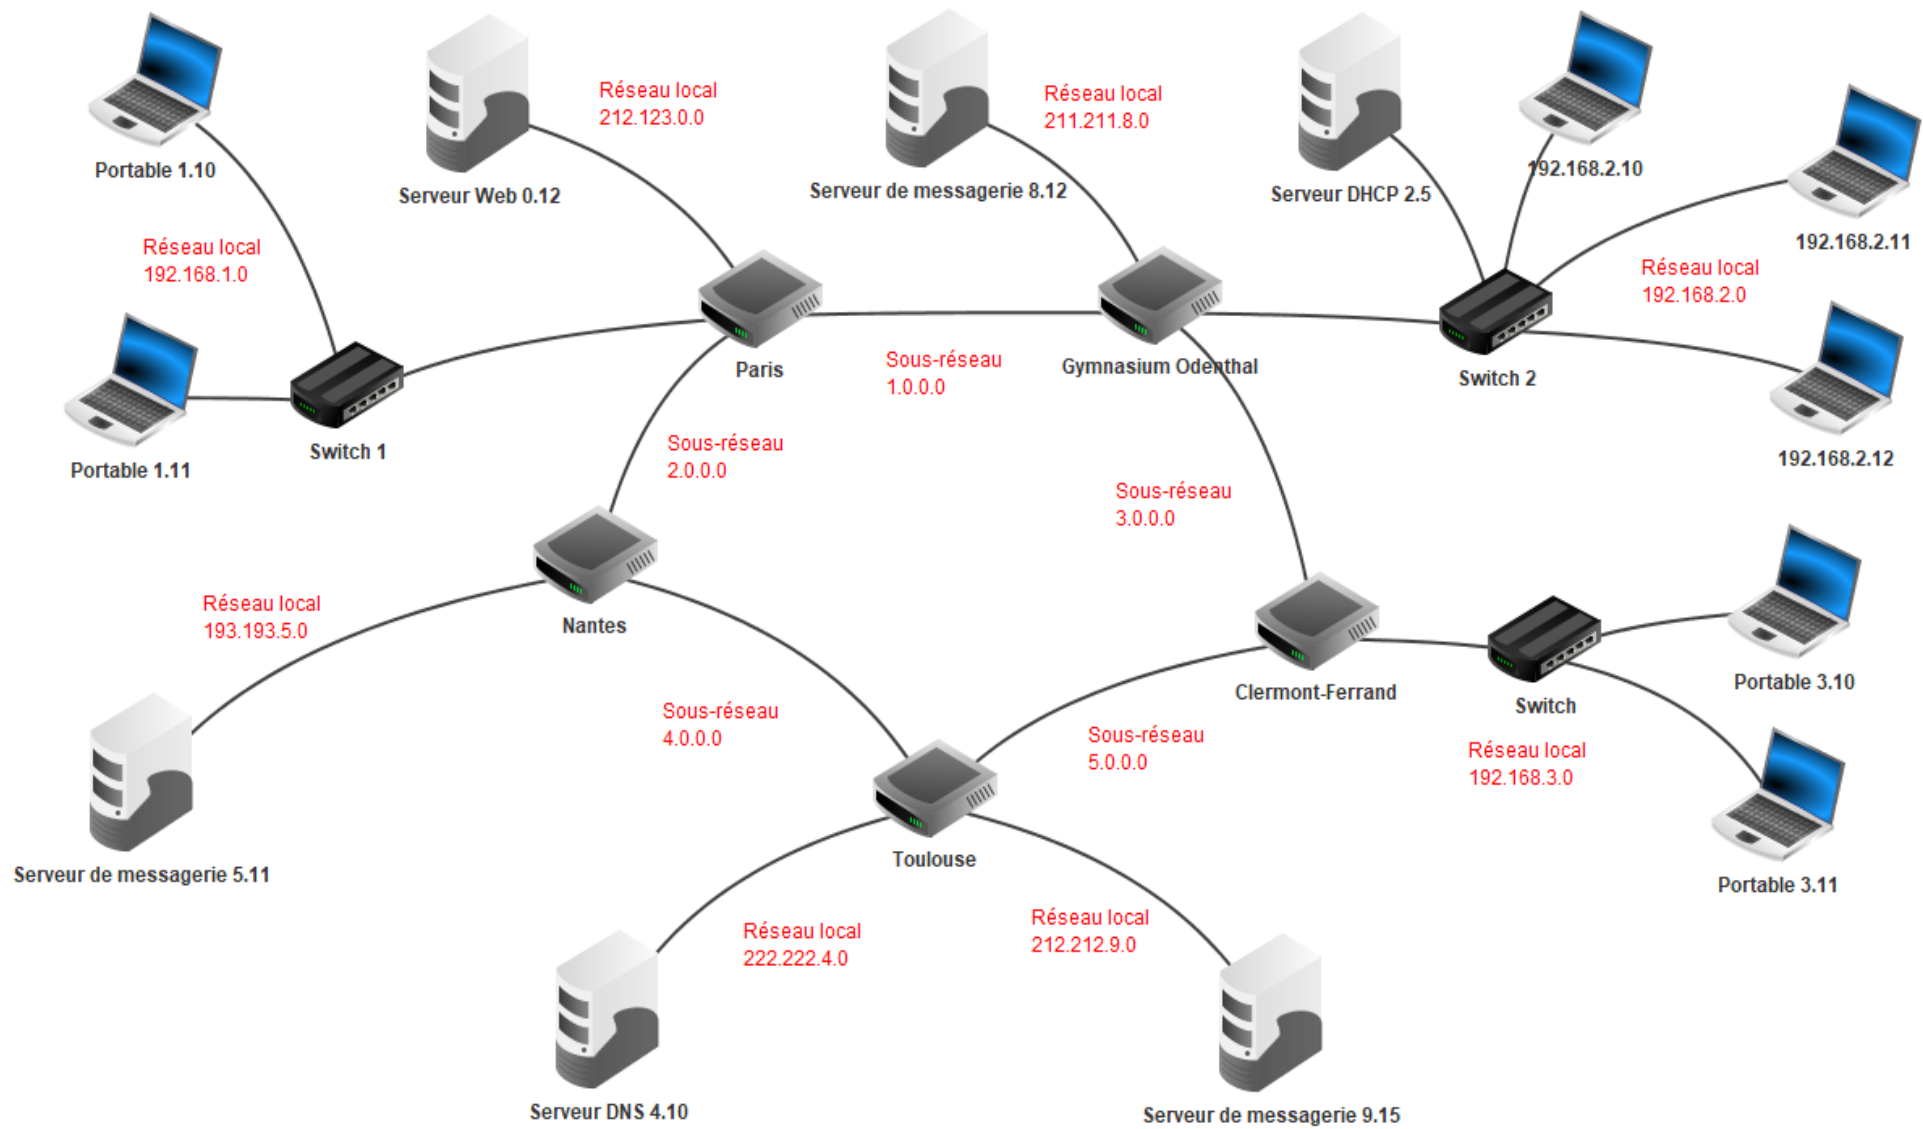 Réseau local
212.123.0.0
Réseau local
211.211.8.0
Portable 1.10
Serveur Web 0.12
Serveur de messagerie 8.12
Serveur DHCP 2.5
192.168.2.10
192.168.2.11
Réseau local
192.168.1.0
Réseau local
192.168.2.0
Paris
Sous-réseau
1.0.0.0
Gymnasium Odenthal
Switch 2
Switch 1
Portable 1.11
Sous-réseau
2.0.0.0
192.168.2.12
Sous-réseau
3.0.0.0
Réseau local
193.193.5.0
Nantes
Sous-réseau
4.0.0.0
Clermont-Ferrand
Switch
Portable 3.10
Sous-réseau
5.0.0.0
Réseau local
192.168.3.0
Serveur de messagerie 5.11
Toulouse
Portable 3.11
Réseau local
222.222.4.0
Réseau local
212.212.9.0
Serveur DNS 4.10
Serveur de messagerie 9.15